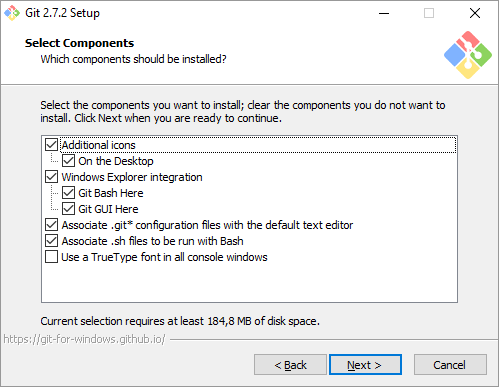 Git 2.7.2 Setup
Select Components
Which components should be installed?
Select the components you want to install; clear the components you do not want to
install. Click Next when you are ready to continue.
Additional icons
On the Desktop
Windows Explorer integration
Git Bash Here
Git GUI Here
Associate .git* configuration files with the default text editor
Associate .sh files to be run with Bash
Use a TrueType font in all console windows
Current selection requires at least 184,8 MB of disk space.
https://git-for-windows.github.io/
< Back Next > Cancel